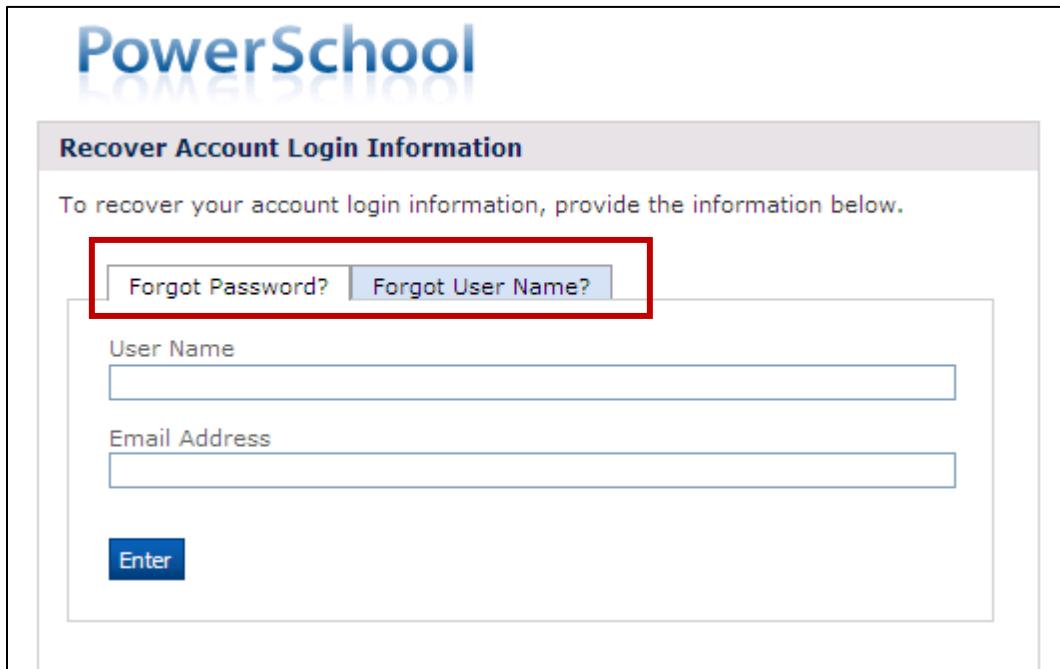 PowerSchool
Recover Account Login Information
To recover your account login information, provide the information below.
Forgot Password? Forgot User Name?
User Name
Email Address
Enter